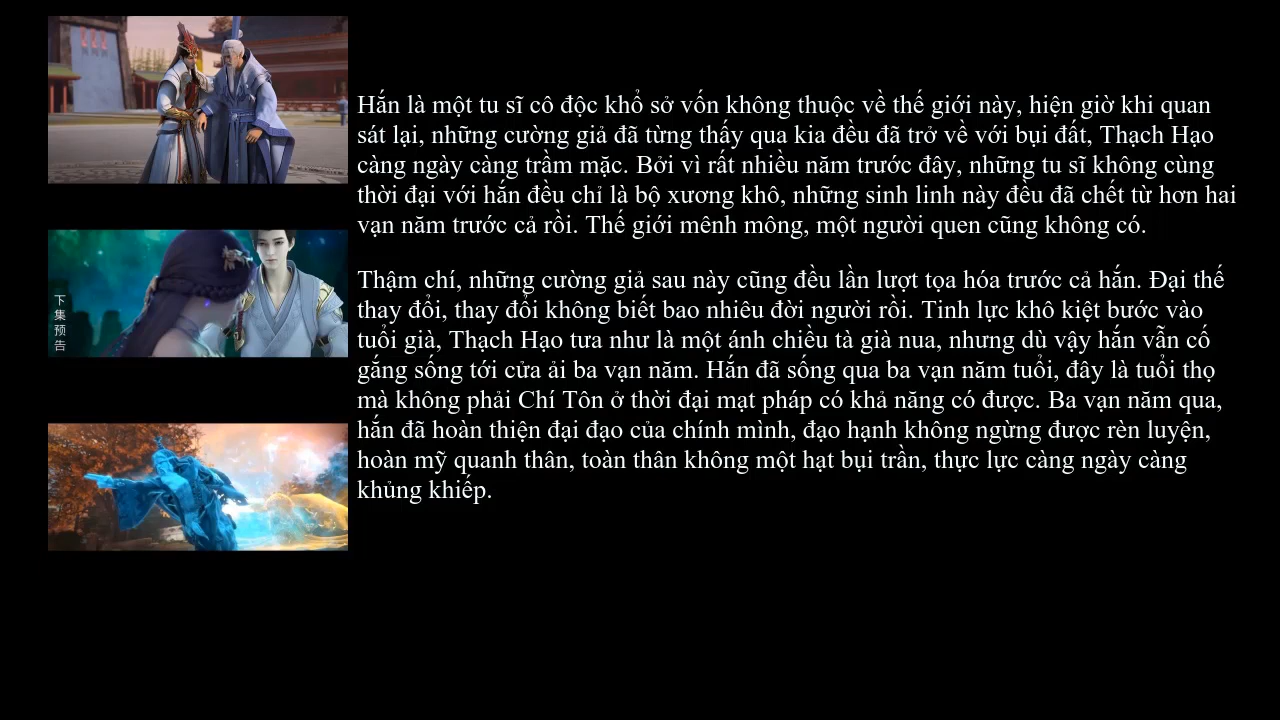 Hắn là một tu sĩ cô độc khổ sở vốn không thuộc về thế giới này, hiện giờ khi quan
sát lại, những cường giả đã từng thấy qua kia đều đã trở về với bụi đất, Thạch Hạo
càng ngày càng trầm mặc. Bởi vì rất nhiều năm trước đây, những tu sĩ không cùng
thời đại với hắn đều chỉ là bộ xương khô, những sinh linh này đều đã chết từ hơn hai
vạn năm trước cả rồi. Thế giới mênh mông, một người quen cũng không có.
Thậm chí, những cường giả sau này cũng đều lần lượt tọa hóa trước cả hắn. Đại thế
thay đổi, thay đổi không biết bao nhiêu đời người rồi. Tinh lực khô kiệt bước vào
tuổi già, Thạch Hạo tưa như là một ánh chiều tà già nua, nhưng dù vậy hắn vẫn cố
gắng sống tới cửa ải ba vạn năm. Hắn đã sống qua ba vạn năm tuổi, đây là tuổi thọ
mà không phải Chí Tôn ở thời đại mạt pháp có khả năng có được. Ba vạn năm qua,
hắn đã hoàn thiện đại đạo của chính mình, đạo hạnh không ngừng được rèn luyện,
hoàn mỹ quanh thân, toàn thân không một hạt bụi trần, thực lực càng ngày càng
khủng khiếp.
下集预告